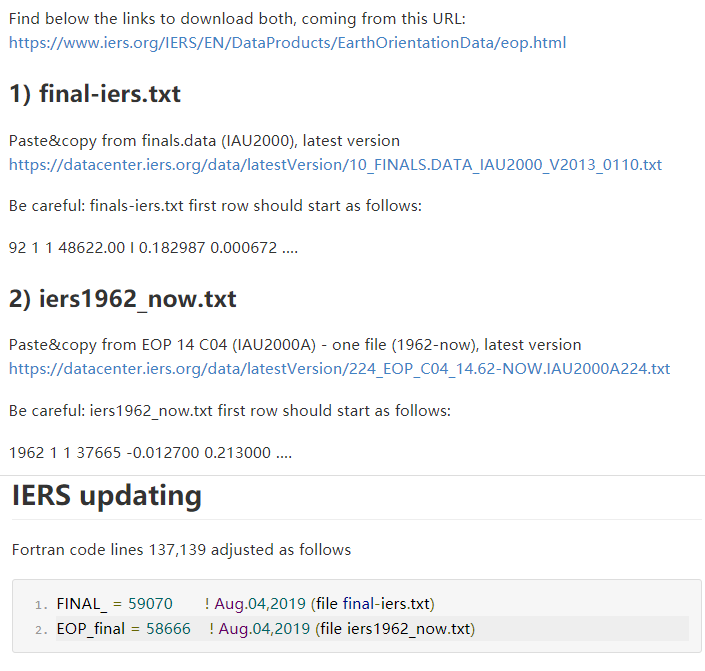 Find below the links to download both, coming from this URL:
https://www.iers.org/IERS/EN/DataProducts/EarthOrientationData/eop.html
1) final-iers.txt
Paste&copy from finals.data (IAU2000), latest version
https://datacenter.iers.org/data/latestVersion/10_FINALS.DATA_IAU2000_V2013_0110.txt
Be careful: finals-iers.txt first row should start as follows:
92 1 1 48622.00 I 0.182987 0.000672 ....
2) iers1962_now.txt
Paste&copy from EOP 14 C04 (IAU2000A) - one file (1962-now), latest version
https://datacenter.iers.org/data/latestVersion/224_EOP_C04_14.62-NOW.IAU2000A224.txt
Be careful: iers1962_now.txt first row should start as follows:
1962 1 1 37665 -0.012700 0.213000 ....
IERS updating
Fortran code lines 137,139 adjusted as follows
1. FINAL_ = 59070 ! Aug.04,2019 (file final-iers.txt)
2. EOP_final = 58666 ! Aug.04,2019 (file iers1962_now.txt)